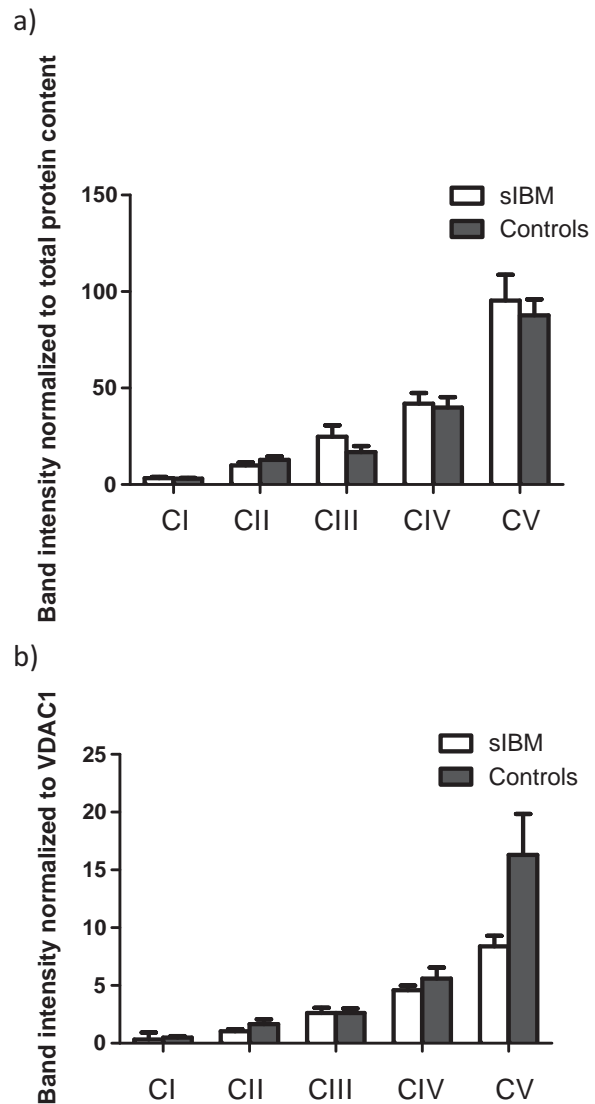 a)
Band intensity normalized to total protein content
sIBM
Controls
150
100
50
0
CI CII CIII CIV CV
b)
Band intensity normalized to VDAC1
sIBM
Controls
25
20
15
10
5
0
CI CII CIII CIV CV